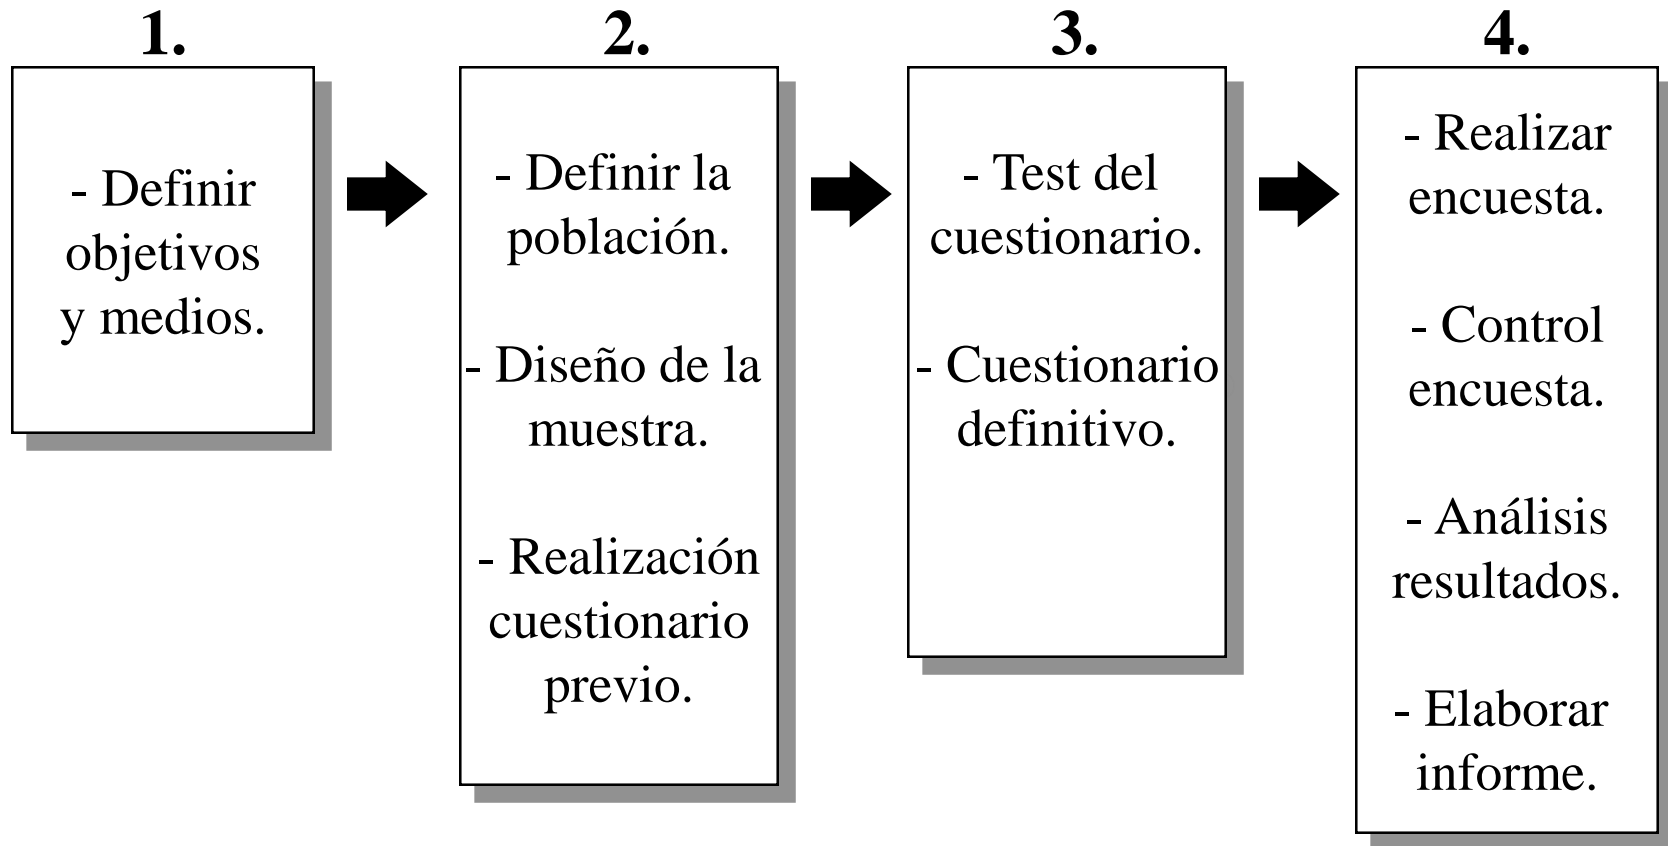 1.
- Definir
objetivos
y medios.
2.
- Definir la
población.
- Diseño de la
muestra.
- Realización
cuestionario
previo.
3.
- Test del
cuestionario.
- Cuestionario
definitivo.
4.
- Realizar
encuesta.
- Control
encuesta.
- Análisis
resultados.
- Elaborar
informe.